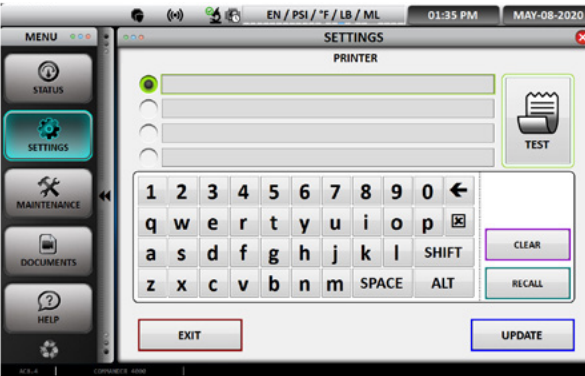 EN / PSI / °F / LB / ML
01:35 PM
MAY-08-2020
MENU
SETTINGS
PRINTER
STATUS
SETTINGS
MAINTENANCE
DOCUMENTS
HELP
TEST
1 2 3 4 5 6 7 8 9 0
q w e r t y u i o p
a s d f g h j k l SHIFT
z x c v b n m SPACE ALT
CLEAR
RECALL
EXIT
UPDATE